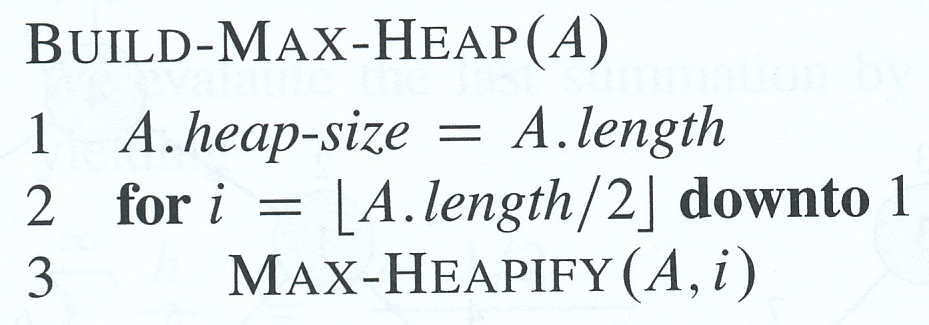 BUILD-MAX-HEAP(A)
1 A.heap-size = A.length
2 for i = ⌊A.length/2⌋ downto 1
3 MAX-HEAPIFY(A, i)